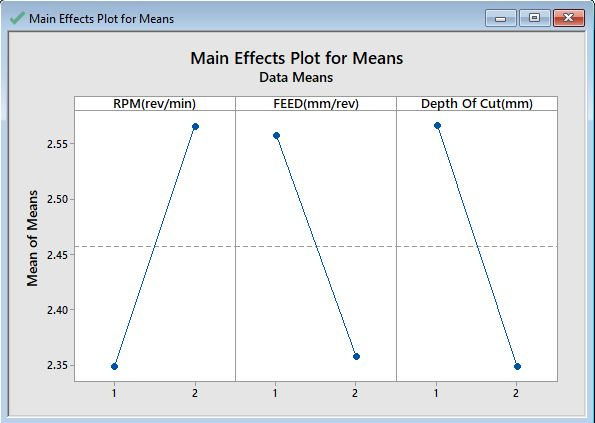 Main Effects Plot for Means
Main Effects Plot for Means
Data Means
RPM(rev/min) FEED(mm/rev) Depth Of Cut(mm)
Mean of Means
2.55
2.50
2.45
2.40
2.35
1 2 1 2 1 2